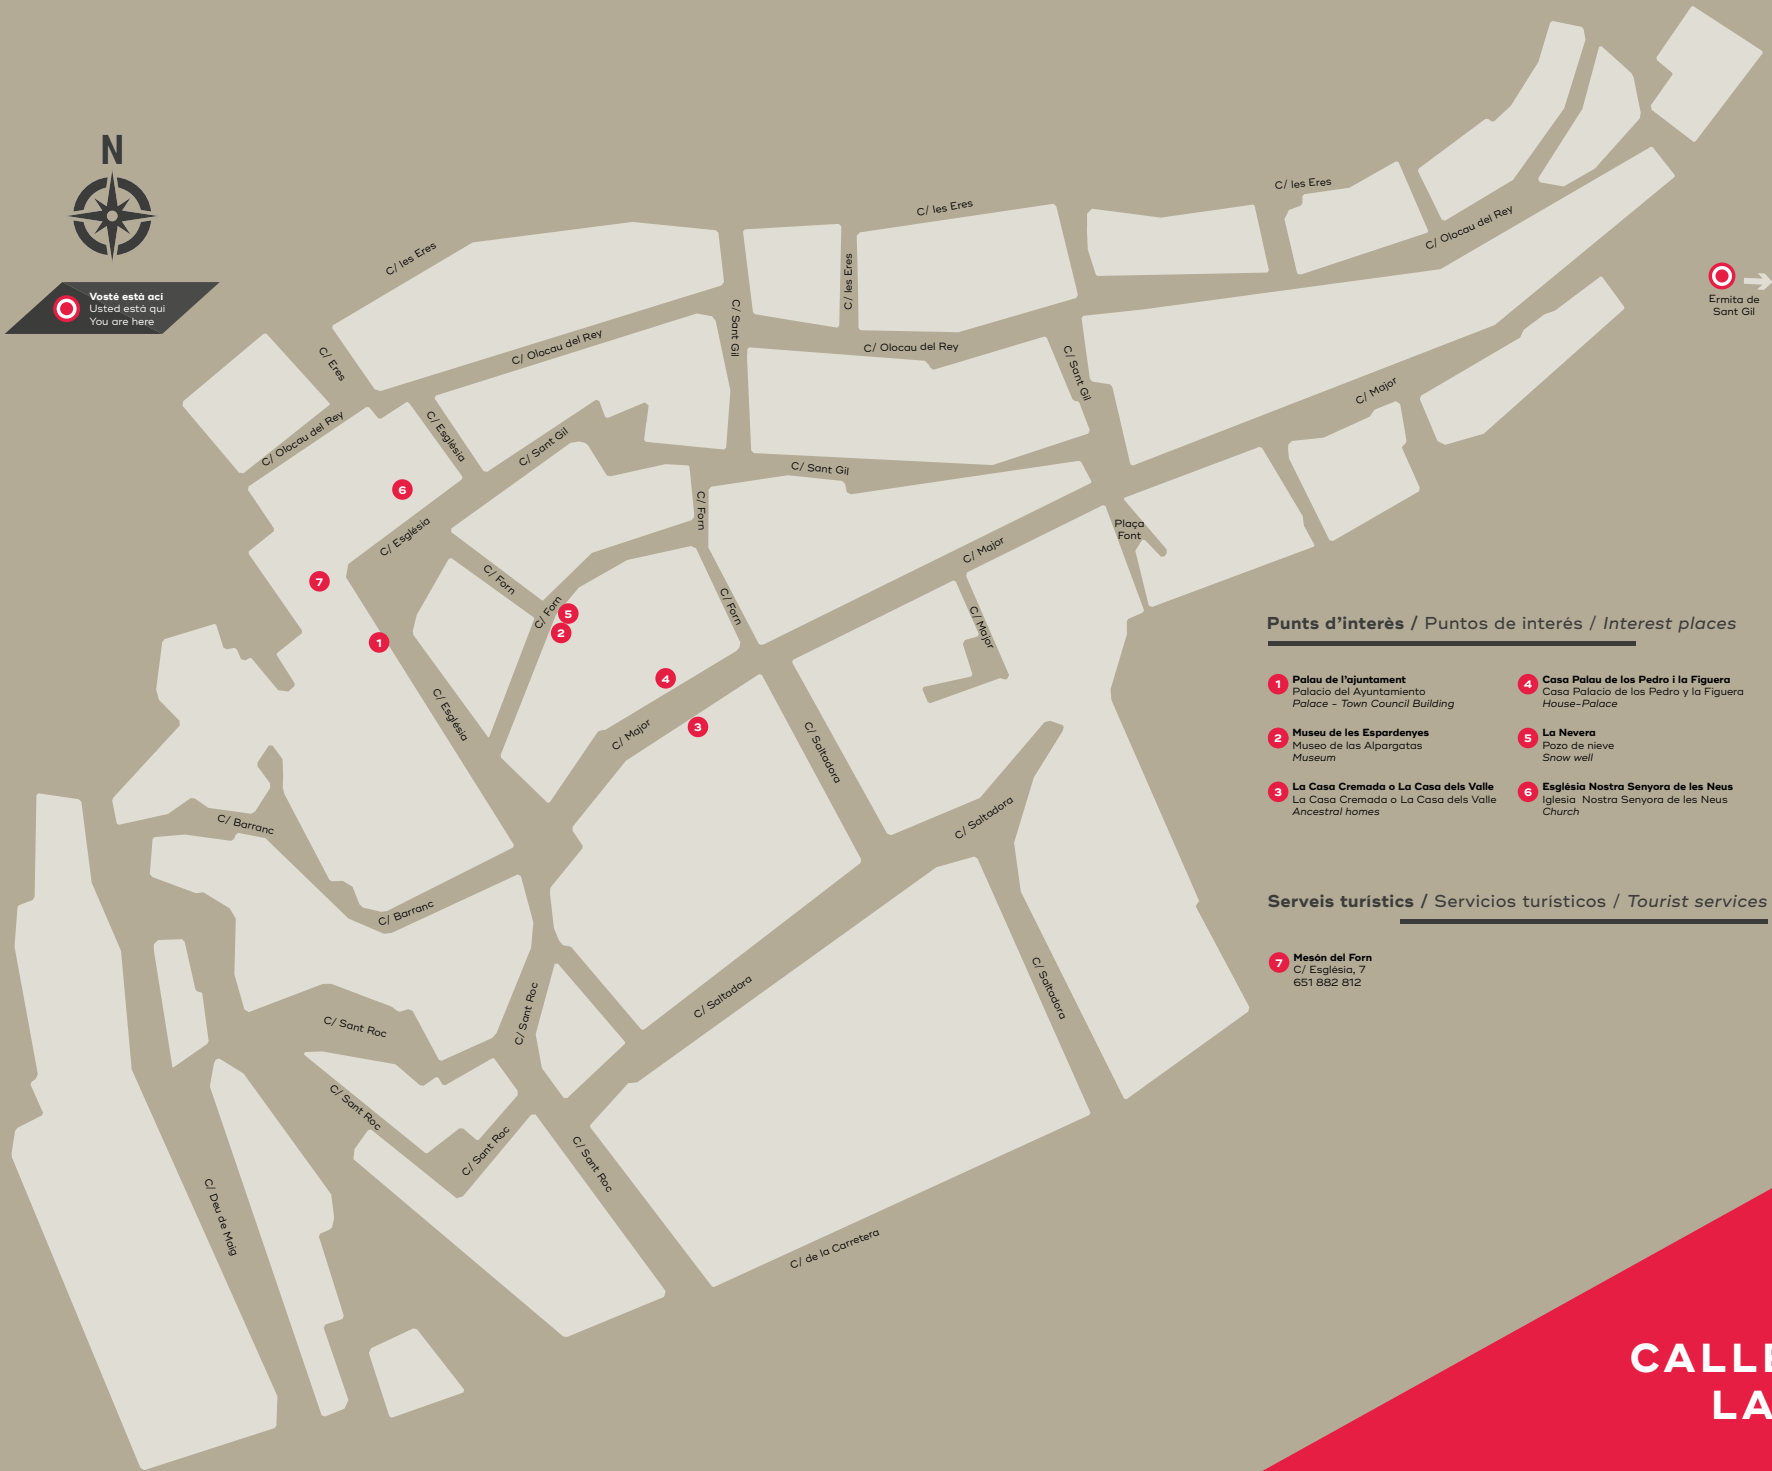 N
Vosté està ací
Usted está qui
You are here
C/ les Eres
C/ les Eres
C/ les Eres
C/ les Eres
C/ Olocau del Rey
Ermita de
Sant Gil
C/ Eres
C/ Olocau del Rey
C/ Sant Gil
C/ Olocau del Rey
C/ Sant Gil
C/ Major
C/ Olocau del Rey
C/ Església
C/ Sant Gil
C/ Sant Gil
6
C/ Església
C/ Forn
Plaça
Font
C/ Major
7
C/ Forn
C/ Forn
5
2
C/ Forn
C/ Major
1
4
C/ Església
C/ Major
3
C/ Saltadora
C/ Barranc
C/ Saltadora
C/ Barranc
C/ Saltadora
C/ Saltadora
C/ Sant Roc
C/ Sant Roc
C/ Sant Roc
C/ Sant Roc
C/ Sant Roc
C/ Deu de Maig
C/ de la Carretera
Punts d'interès / Puntos de interés / Interest places
1 Palau de l'ajuntament
Palacio del Ayuntamiento
Palace - Town Council Building
2 Museu de les Espardenyes
Museo de las Alpargatas
Museum
3 La Casa Cremada o La Casa dels Valle
La Casa Cremada o La Casa dels Valle
Ancestral homes
4 Casa Palau de los Pedro i la Figuera
Casa Palacio de los Pedro y la Figuera
House-Palace
5 La Nevera
Pozo de nieve
Snow well
6 Església Nostra Senyora de les Neus
Iglesia Nostra Senyora de les Neus
Church
Serveis turístics / Servicios turísticos / Tourist services
7 Mesón del Forn
C/ Església, 7
651 882 812
CALLE
LA